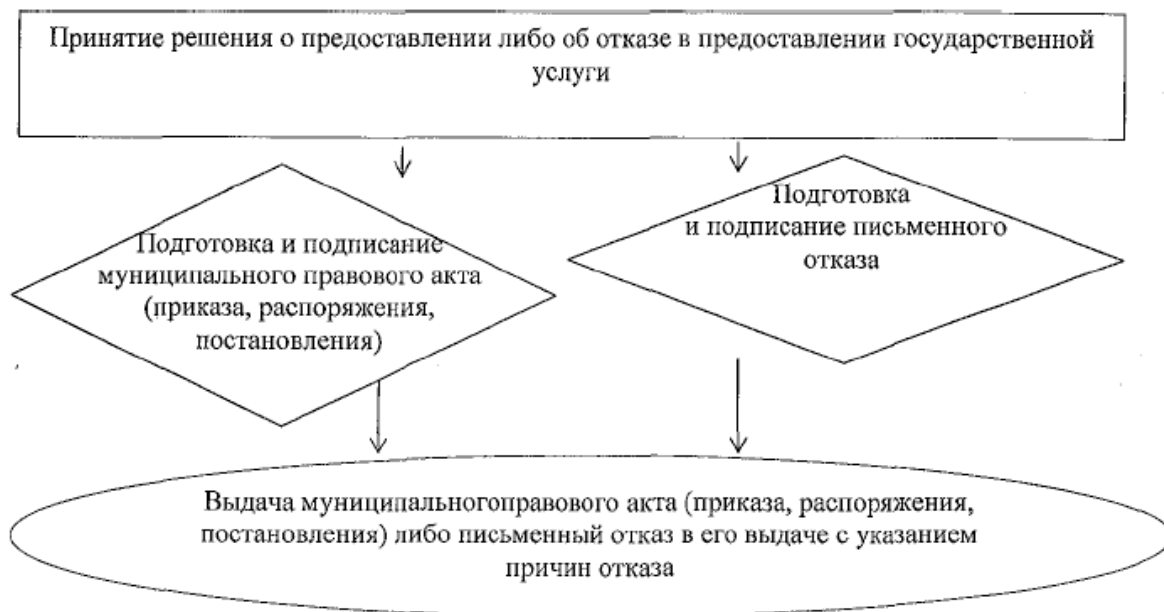 Принятие решения о предоставлении либо об отказе в предоставлении государственной
услуги
Подготовка и подписание
муниципального правового акта
(приказа, распоряжения,
постановления)
Подготовка
и подписание письменного
отказа
Выдача муниципальногоправового акта (приказа, распоряжения,
постановления) либо письменный отказ в его выдаче с указанием
причин отказа